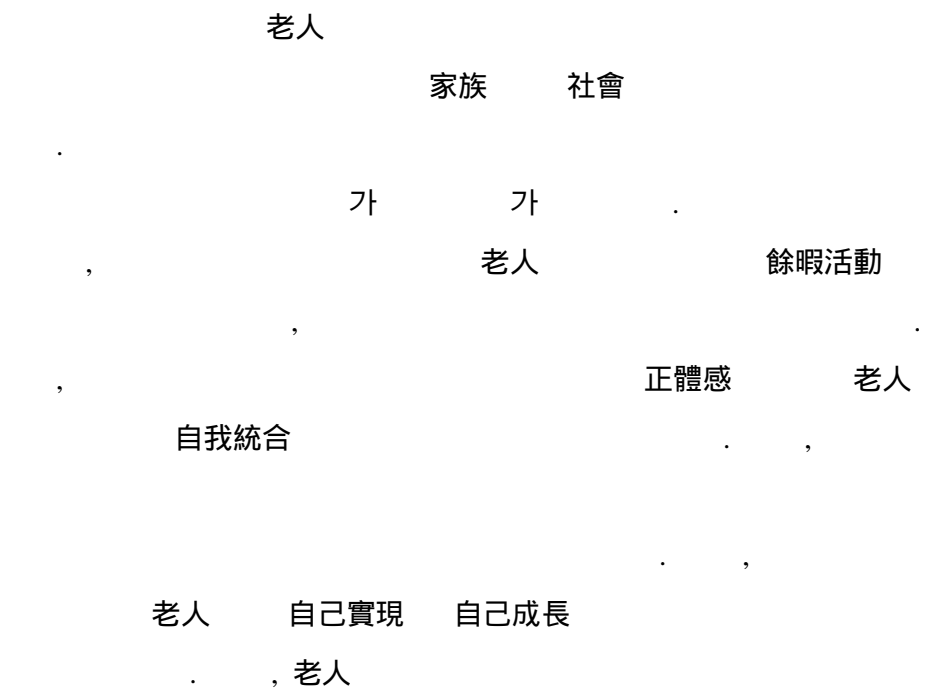 老人
家族 社會
.
가 가 .
, 老人 餘暇活動
, .
, 正體感 老人
自我統合 . ,
. ,
老人 自己實現 自己成長
. , 老人